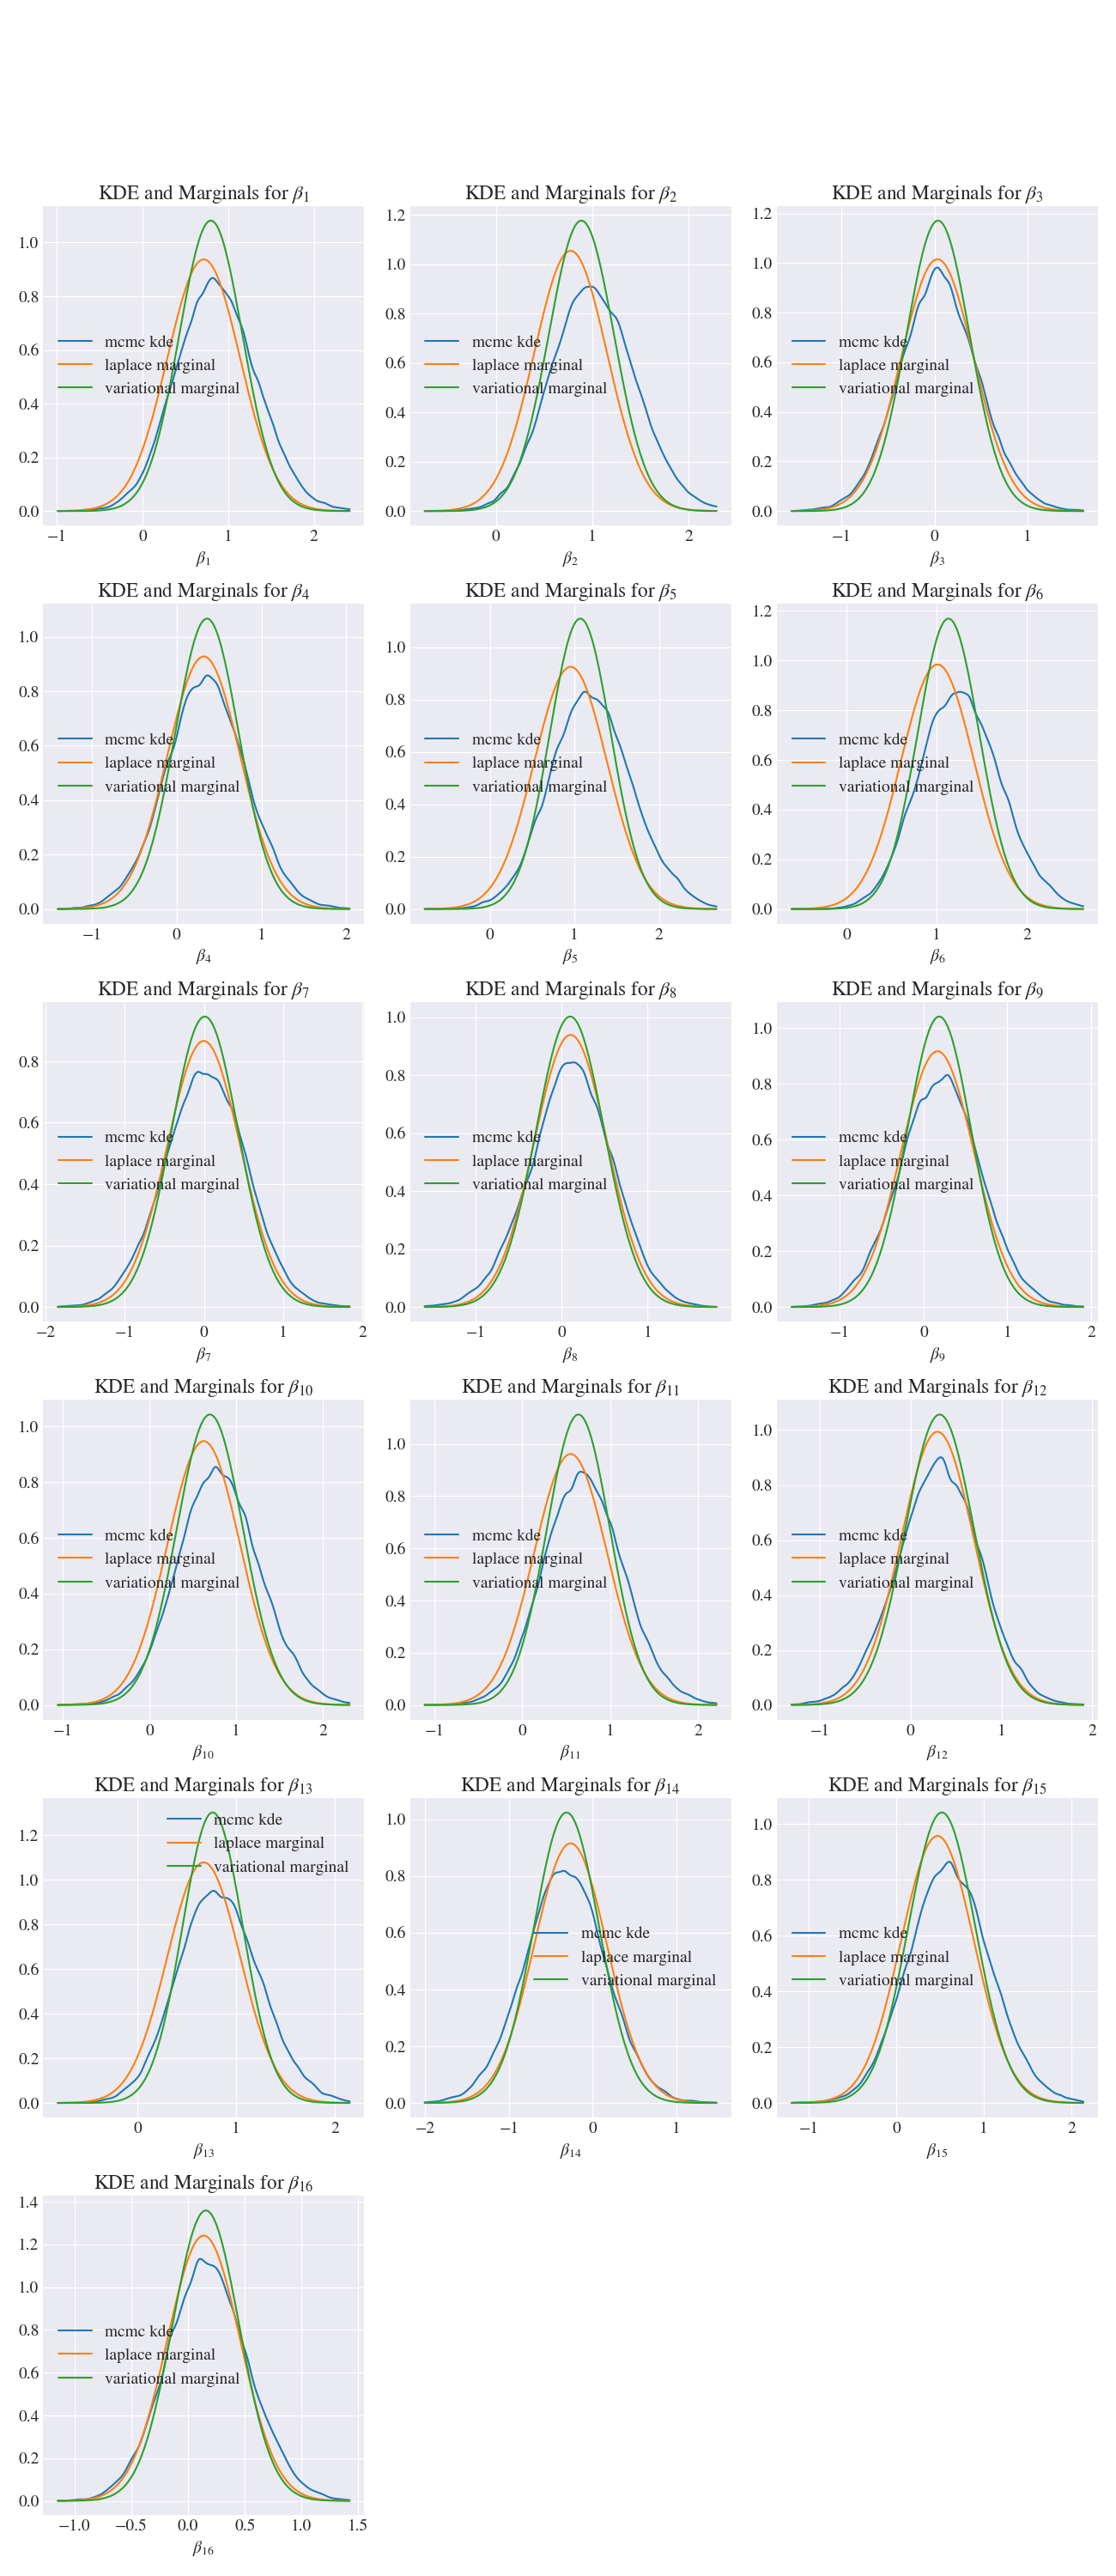 KDE and Marginals for β1
1.0
0.8
0.6
0.4
0.2
0.0
mcmc kde
laplace marginal
variational marginal
−1 0 1 2
β1
KDE and Marginals for β2
1.2
1.0
0.8
0.6
0.4
0.2
0.0
mcmc kde
laplace marginal
variational marginal
0 1 2
β2
KDE and Marginals for β3
1.2
1.0
0.8
0.6
0.4
0.2
0.0
mcmc kde
laplace marginal
variational marginal
−1 0 1
β3
KDE and Marginals for β4
1.0
0.8
0.6
0.4
0.2
0.0
mcmc kde
laplace marginal
variational marginal
−1 0 1 2
β4
KDE and Marginals for β5
1.0
0.8
0.6
0.4
0.2
0.0
mcmc kde
laplace marginal
variational marginal
0 1 2
β5
KDE and Marginals for β6
1.2
1.0
0.8
0.6
0.4
0.2
0.0
mcmc kde
laplace marginal
variational marginal
0 1 2
β6
KDE and Marginals for β7
0.8
0.6
0.4
0.2
0.0
mcmc kde
laplace marginal
variational marginal
−2 −1 0 1 2
β7
KDE and Marginals for β8
1.0
0.8
0.6
0.4
0.2
0.0
mcmc kde
laplace marginal
variational marginal
−1 0 1
β8
KDE and Marginals for β9
1.0
0.8
0.6
0.4
0.2
0.0
mcmc kde
laplace marginal
variational marginal
−1 0 1 2
β9
KDE and Marginals for β10
1.0
0.8
0.6
0.4
0.2
0.0
mcmc kde
laplace marginal
variational marginal
−1 0 1 2
β10
KDE and Marginals for β11
1.0
0.8
0.6
0.4
0.2
0.0
mcmc kde
laplace marginal
variational marginal
−1 0 1 2
β11
KDE and Marginals for β12
1.0
0.8
0.6
0.4
0.2
0.0
mcmc kde
laplace marginal
variational marginal
−1 0 1 2
β12
KDE and Marginals for β13
1.2
1.0
0.8
0.6
0.4
0.2
0.0
mcmc kde
laplace marginal
variational marginal
0 1 2
β13
KDE and Marginals for β14
1.0
0.8
0.6
0.4
0.2
0.0
mcmc kde
laplace marginal
variational marginal
−2 −1 0 1
β14
KDE and Marginals for β15
1.0
0.8
0.6
0.4
0.2
0.0
mcmc kde
laplace marginal
variational marginal
−1 0 1 2
β15
KDE and Marginals for β16
1.4
1.2
1.0
0.8
0.6
0.4
0.2
0.0
mcmc kde
laplace marginal
variational marginal
−1.0 −0.5 0.0 0.5 1.0 1.5
β16